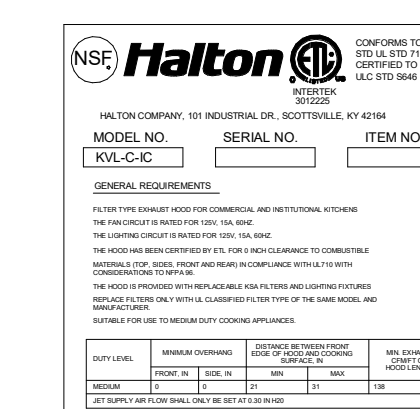 NSF® Halton ETL
CONFORMS TO
STD UL STD 71
CERTIFIED TO
ULC STD S646
INTERTEK
3012225
HALTON COMPANY, 101 INDUSTRIAL DR., SCOTTSVILLE, KY 42164
MODEL NO. SERIAL NO. ITEM NO
KVL-C-IC
GENERAL REQUIREMENTS
FILTER TYPE EXHAUST HOOD FOR COMMERCIAL AND INSTITUTIONAL KITCHENS
THE FAN CIRCUIT IS RATED FOR 125V, 15A, 60HZ.
THE LIGHTING CIRCUIT IS RATED FOR 125V, 15A, 60HZ.
THE HOOD HAS BEEN CERTIFIED BY ETL FOR 0 INCH CLEARANCE TO COMBUSTIBLE
MATERIALS (TOP, SIDES, FRONT AND REAR) IN COMPLIANCE WITH UL710 WITH
CONSIDERATIONS TO NFPA 96.
THE HOOD IS PROVIDED WITH REPLACEABLE KSA FILTERS AND LIGHTING FIXTURES
REPLACE FILTERS ONLY WITH UL CLASSIFIED FILTER TYPE OF THE SAME MODEL AND
MANUFACTURER.
SUITABLE FOR USE TO MEDIUM DUTY COOKING APPLIANCES.
DUTY LEVEL MINIMUM OVERHANG DISTANCE BETWEEN FRONT
EDGE OF HOOD AND COOKING
SURFACE, IN
MIN. EXHA
CFM/FT O
HOOD LEN
FRONT, IN SIDE, IN MIN MAX
MEDIUM 0 0 21 31 138
JET SUPPLY AIR FLOW SHALL ONLY BE SET AT 0.30 IN H20